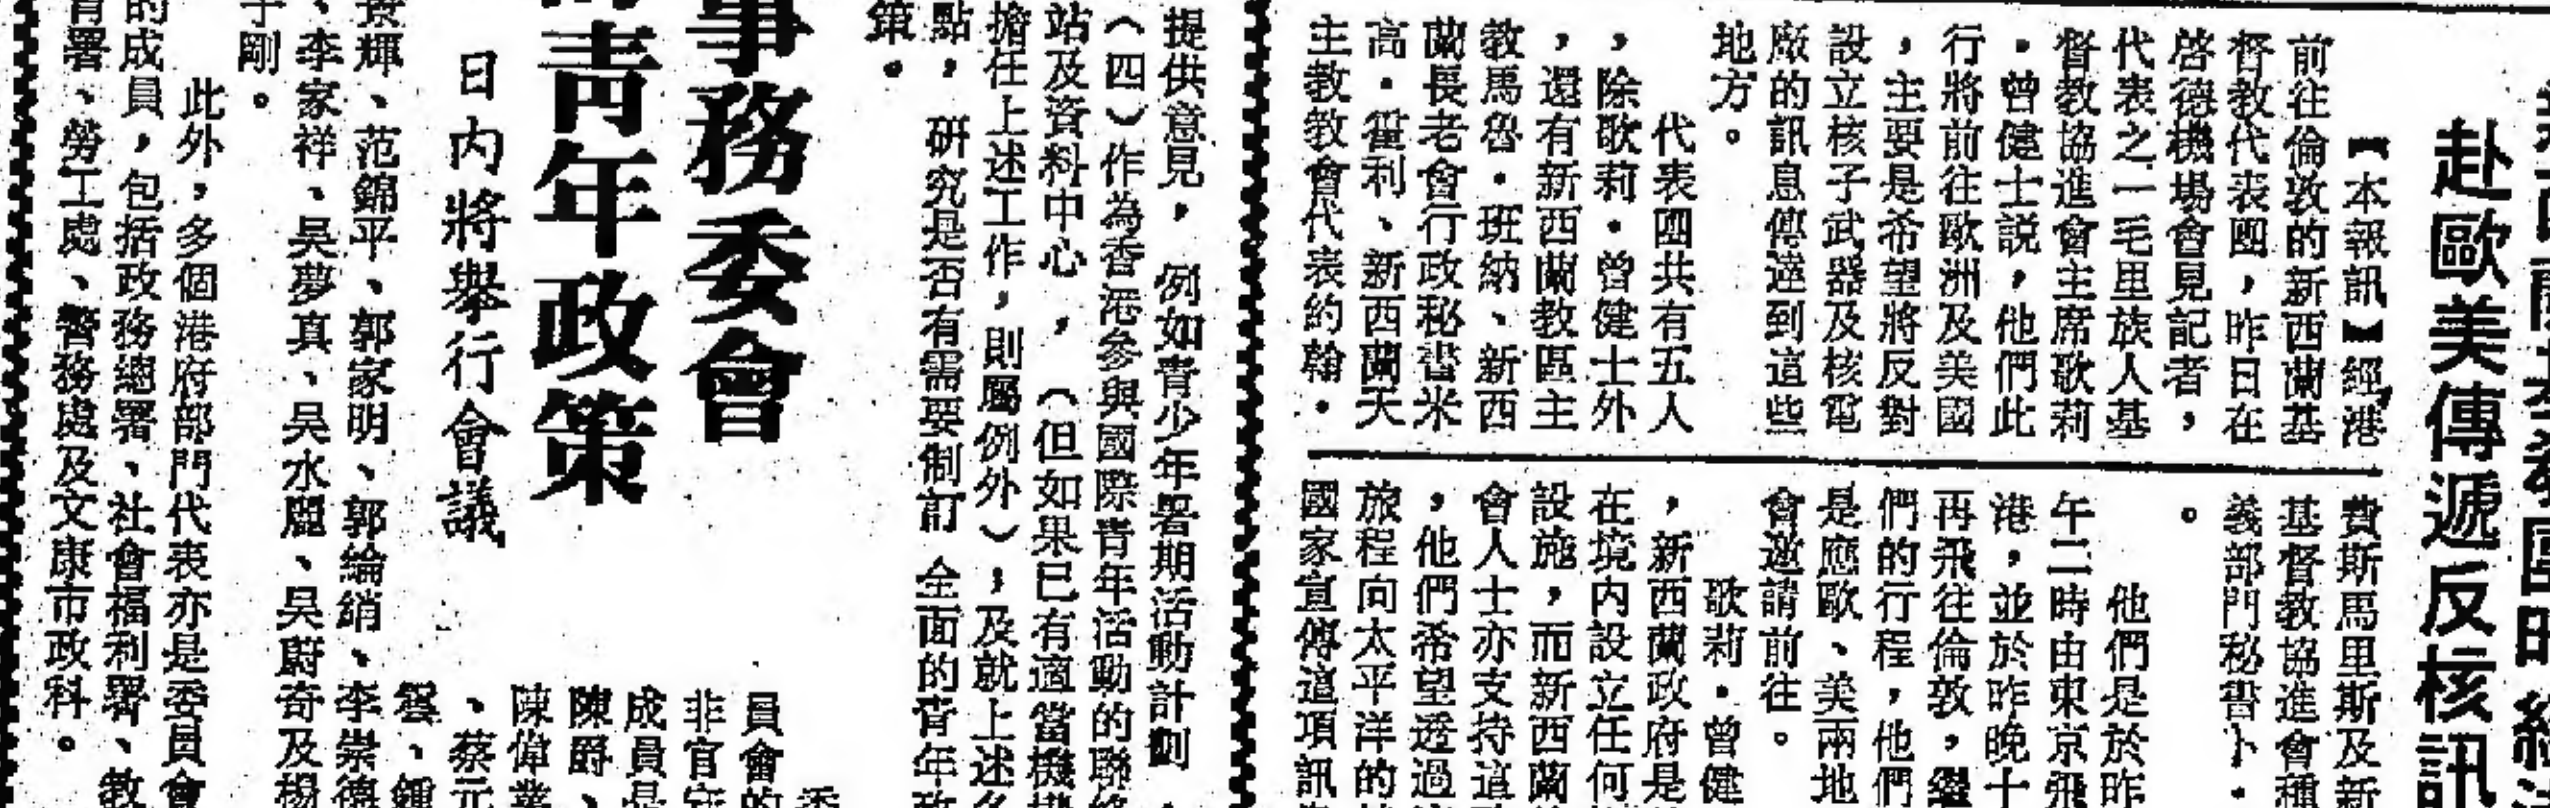 赴歐美傳遞反核訊
【本報訊】經港
前往倫敦的新西蘭基
督教代表團，昨日在
啓德機場會見記者，
代表之一毛里族人基
督教協進會主席歌莉
・曾健士説，他們此
行將前往歐洲及美國
，主要是希望將反對
設立核子武器及核電
廠的訊息傳達到這些
地方。
代表團共有五人
，除歌莉・曾健士外
，還有新西蘭教區主
教馬魯・班納、新西
蘭長老會行政秘書米
高・霍利、新西蘭天
主教教會代表約翰・
費斯馬里斯及新
基督教協進會種
義部門秘書卜・
。
他們是於昨
午二時由東京飛
港，並於昨晚十
再飛往倫敦，繼
們的行程，他們
是應歐、美兩地
會邀請前往。
歌莉・曾健
，新西蘭政府是
在境内設立任何
設施，而新西蘭
會人士亦支持這
，他們希望透過
旅程向太平洋的
國家宣傳這項訊
提供意見，例如青少年暑期活動計劃
（四）作為香港參與國際青年活動的聯絡
站及資料中心，（但如果已有適當機構
擔任上述工作，則屬例外），及就上述各
點，研究是否有需要制訂全面的青年政
策。
事務委會
青年政策
日内將舉行會議
員會的
非官守
成員是
陳爵、
陳偉業
、蔡元
雲、鍾
輝、范錦平、郭家明、郭綸綃、李崇德
、李家祥、吳夢真、吳水麗、吳蔚奇及楊
子剛。
此外，多個港府部門代表亦是委員會
的成員，包括政務總署、社會福利署、教
育署、勞工處、警務處及文康市政科。